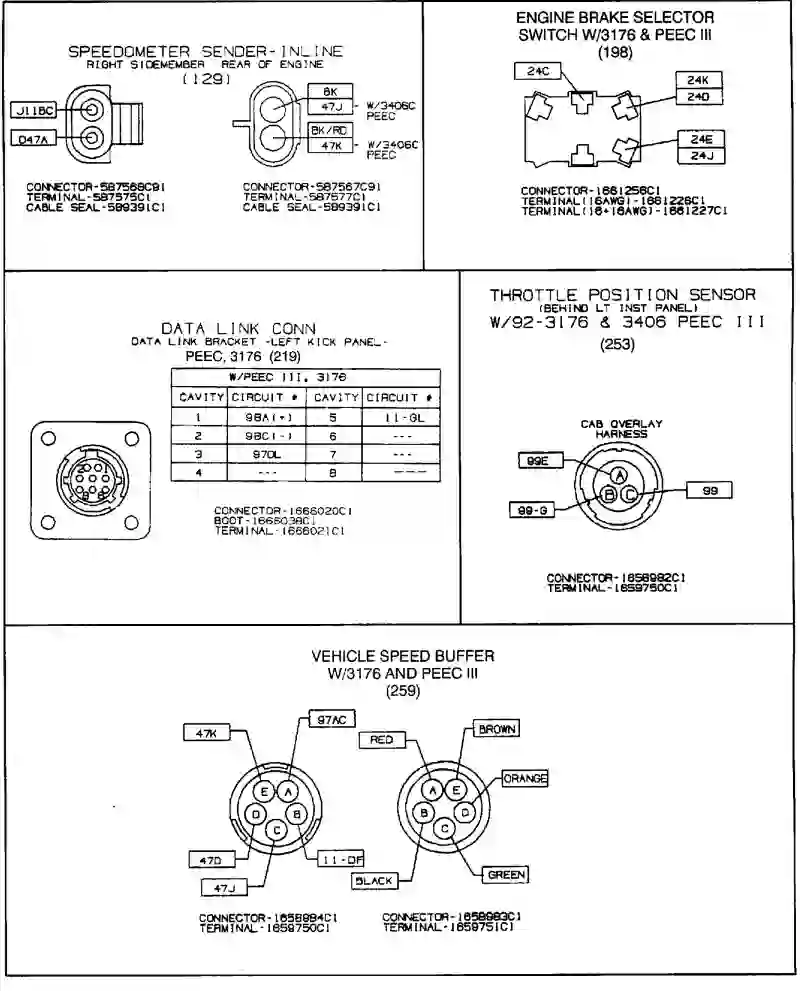 SPEEDOMETER SENDER-INLINE
RIGHT SIDEMEMBER REAR OF ENGINE
(129)
J11BC
D47A
BK
47J
W/3406C
PEEC
BK/RD
47K
W/3406C
PEEC
CONNECTOR-587568C91
TERMINAL-587575C1
CABLE SEAL-589391C1
CONNECTOR-587567C91
TERMINAL-587577C1
CABLE SEAL-589391C1
ENGINE BRAKE SELECTOR
SWITCH W/3176 & PEEC III
(198)
24C
24K
24D
24E
24J
CONNECTOR-1661256C1
TERMINAL(16AWG)-1661226C1
TERMINAL(16+16AWG)-1661227C1
DATA LINK CONN
DATA LINK BRACKET -LEFT KICK PANEL-
PEEC, 3176 (219)
W/PEEC III, 3176
CAVITY CIRCUIT # CAVITY CIRCUIT #
1 98A(+) 5 11-GL
2 98C(-) 6 ---
3 97DL 7 ---
4 --- 8 ---
CONNECTOR-1666020C1
BOOT-1666038C1
TERMINAL-1666021C1
THROTTLE POSITION SENSOR
(BEHIND LT INST PANEL)
W/92-3176 & 3406 PEEC III
(253)
CAB OVERLAY
HARNESS
99E
A
B C
99
99-G
CONNECTOR-1658982C1
TERMINAL-1659750C1
VEHICLE SPEED BUFFER
W/3176 AND PEEC III
(259)
47K
97AC
E A
D B
C
47D
11-DF
47J
CONNECTOR-1658984C1
TERMINAL-1659750C1
RED
BROWN
ORANGE
A E
B D
C
BLACK
GREEN
CONNECTOR-1658983C1
TERMINAL-1659751C1